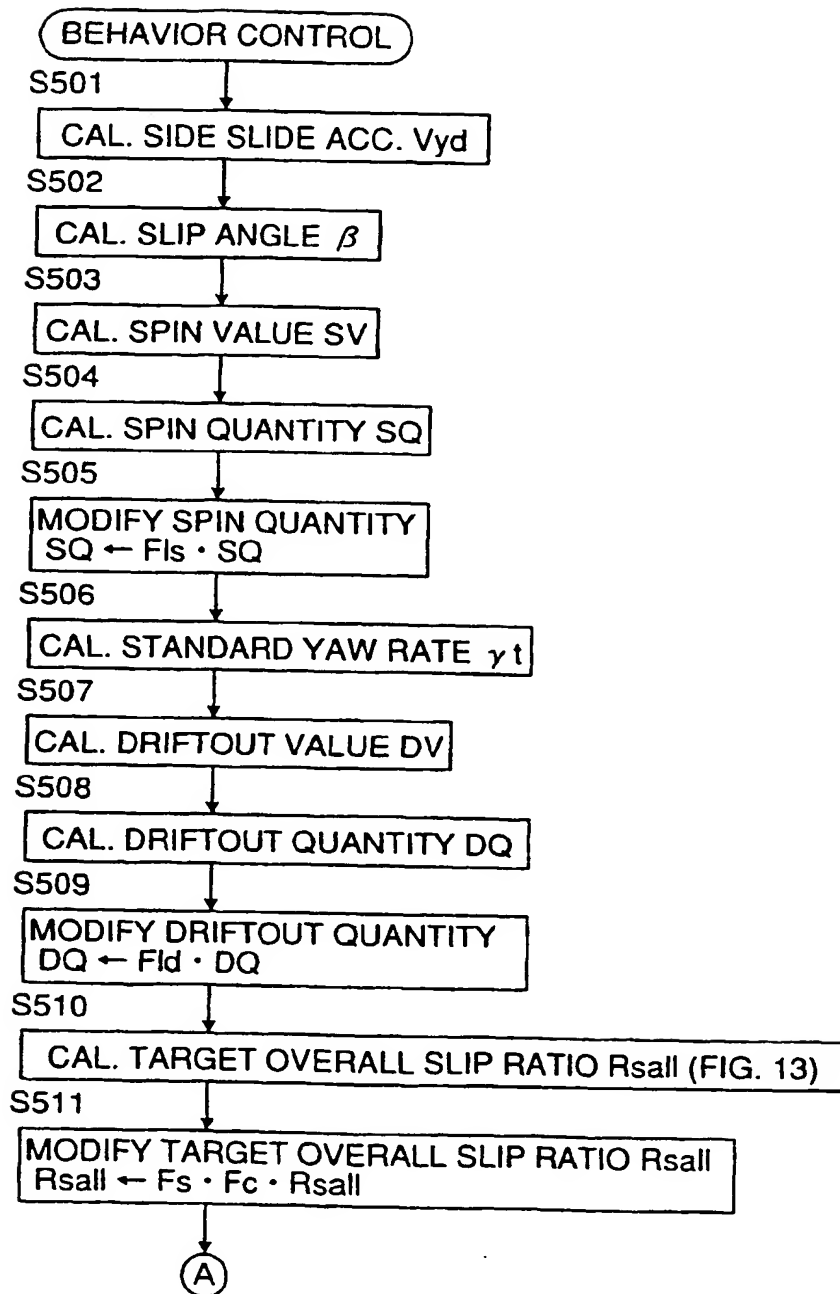 BEHAVIOR CONTROL
S501
CAL. SIDE SLIDE ACC. Vyd
S502
CAL. SLIP ANGLE β
S503
CAL. SPIN VALUE SV
S504
CAL. SPIN QUANTITY SQ
S505
MODIFY SPIN QUANTITY
SQ ← Fls · SQ
S506
CAL. STANDARD YAW RATE γt
S507
CAL. DRIFTOUT VALUE DV
S508
CAL. DRIFTOUT QUANTITY DQ
S509
MODIFY DRIFTOUT QUANTITY
DQ ← Fld · DQ
S510
CAL. TARGET OVERALL SLIP RATIO Rsall (FIG. 13)
S511
MODIFY TARGET OVERALL SLIP RATIO Rsall
Rsall ← Fs · Fc · Rsall
A